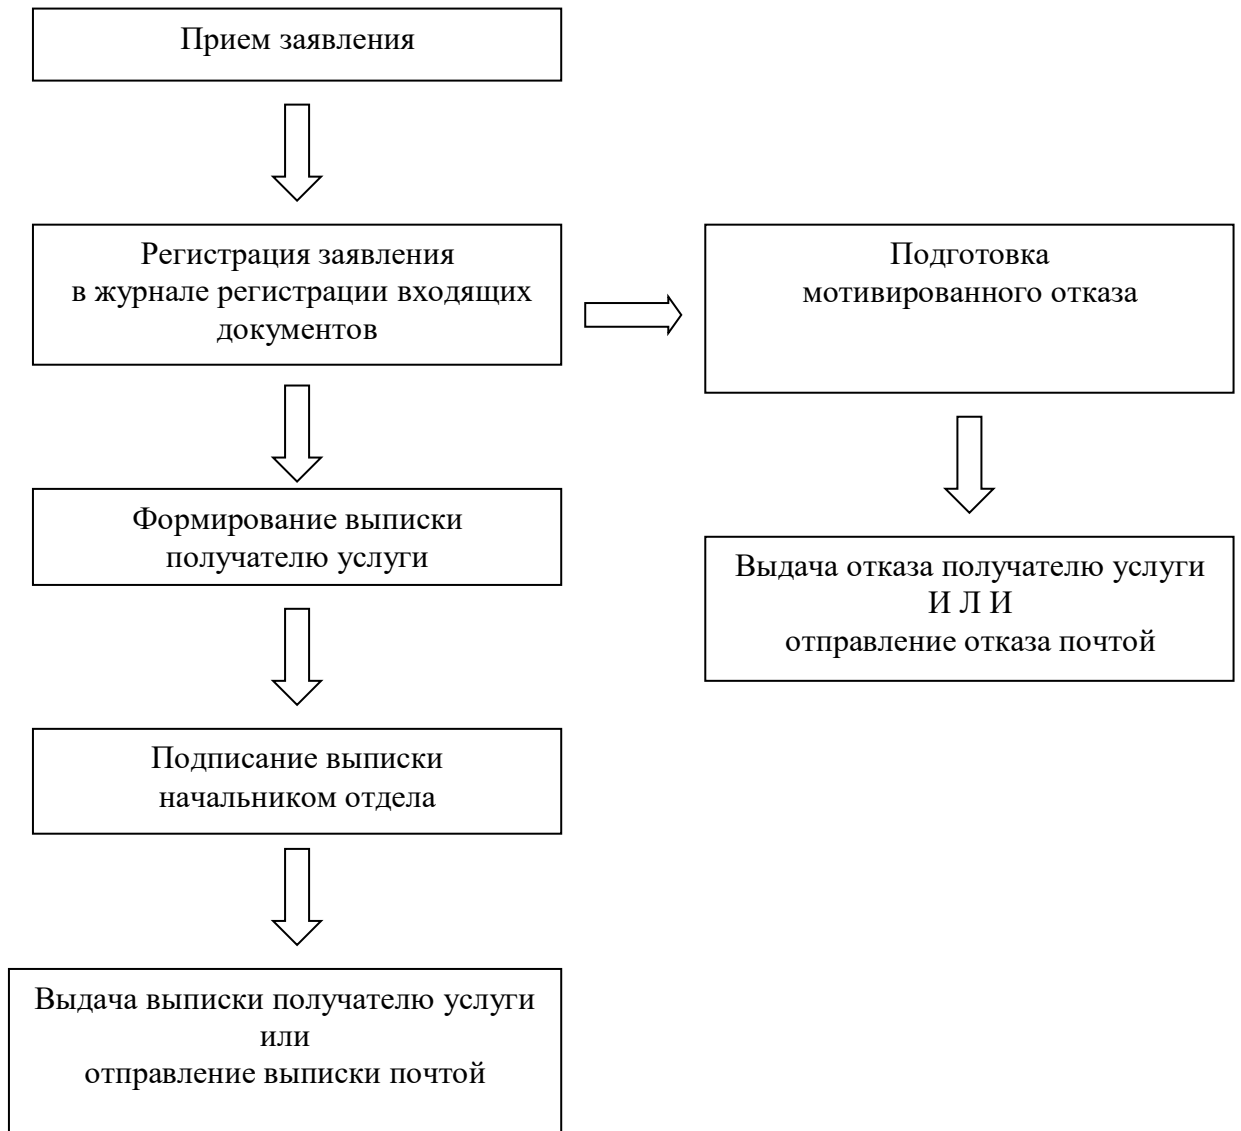 Прием заявления
Регистрация заявления
в журнале регистрации входящих
документов
Подготовка
мотивированного отказа
Формирование выписки
получателю услуги
Выдача отказа получателю услуги
И Л И
отправление отказа почтой
Подписание выписки
начальником отдела
Выдача выписки получателю услуги
или
отправление выписки почтой